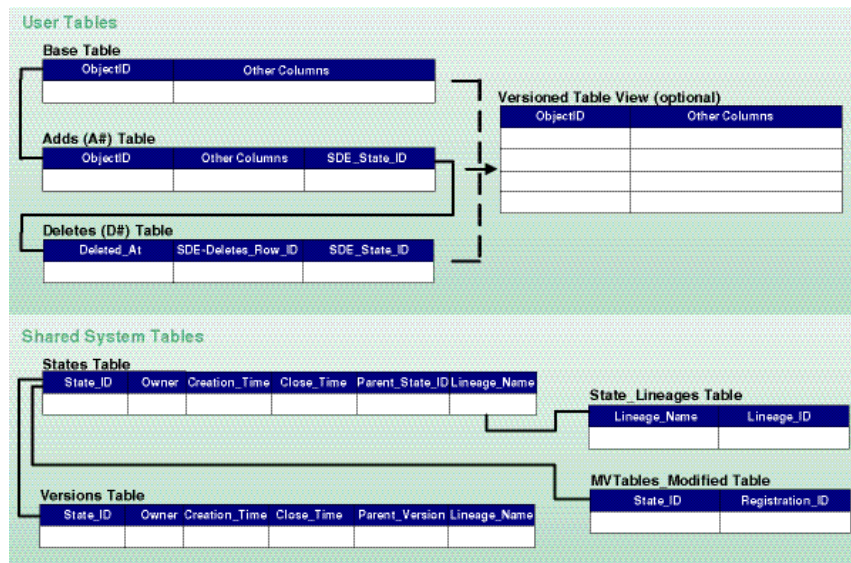 User Tables
Base Table
ObjectID Other Columns
Versioned Table View (optional)
ObjectID Other Columns
Adds (A#) Table
ObjectID Other Columns SDE_State_ID
Deletes (D#) Table
Deleted_At SDE-Deletes_Row_ID SDE_State_ID
Shared System Tables
States Table
State_ID Owner Creation_Time Close_Time Parent_State_ID Lineage_Name
State_Lineages Table
Lineage_Name Lineage_ID
MVTables_Modified Table
State_ID Registration_ID
Versions Table
State_ID Owner Creation_Time Close_Time Parent_Version Lineage_Name